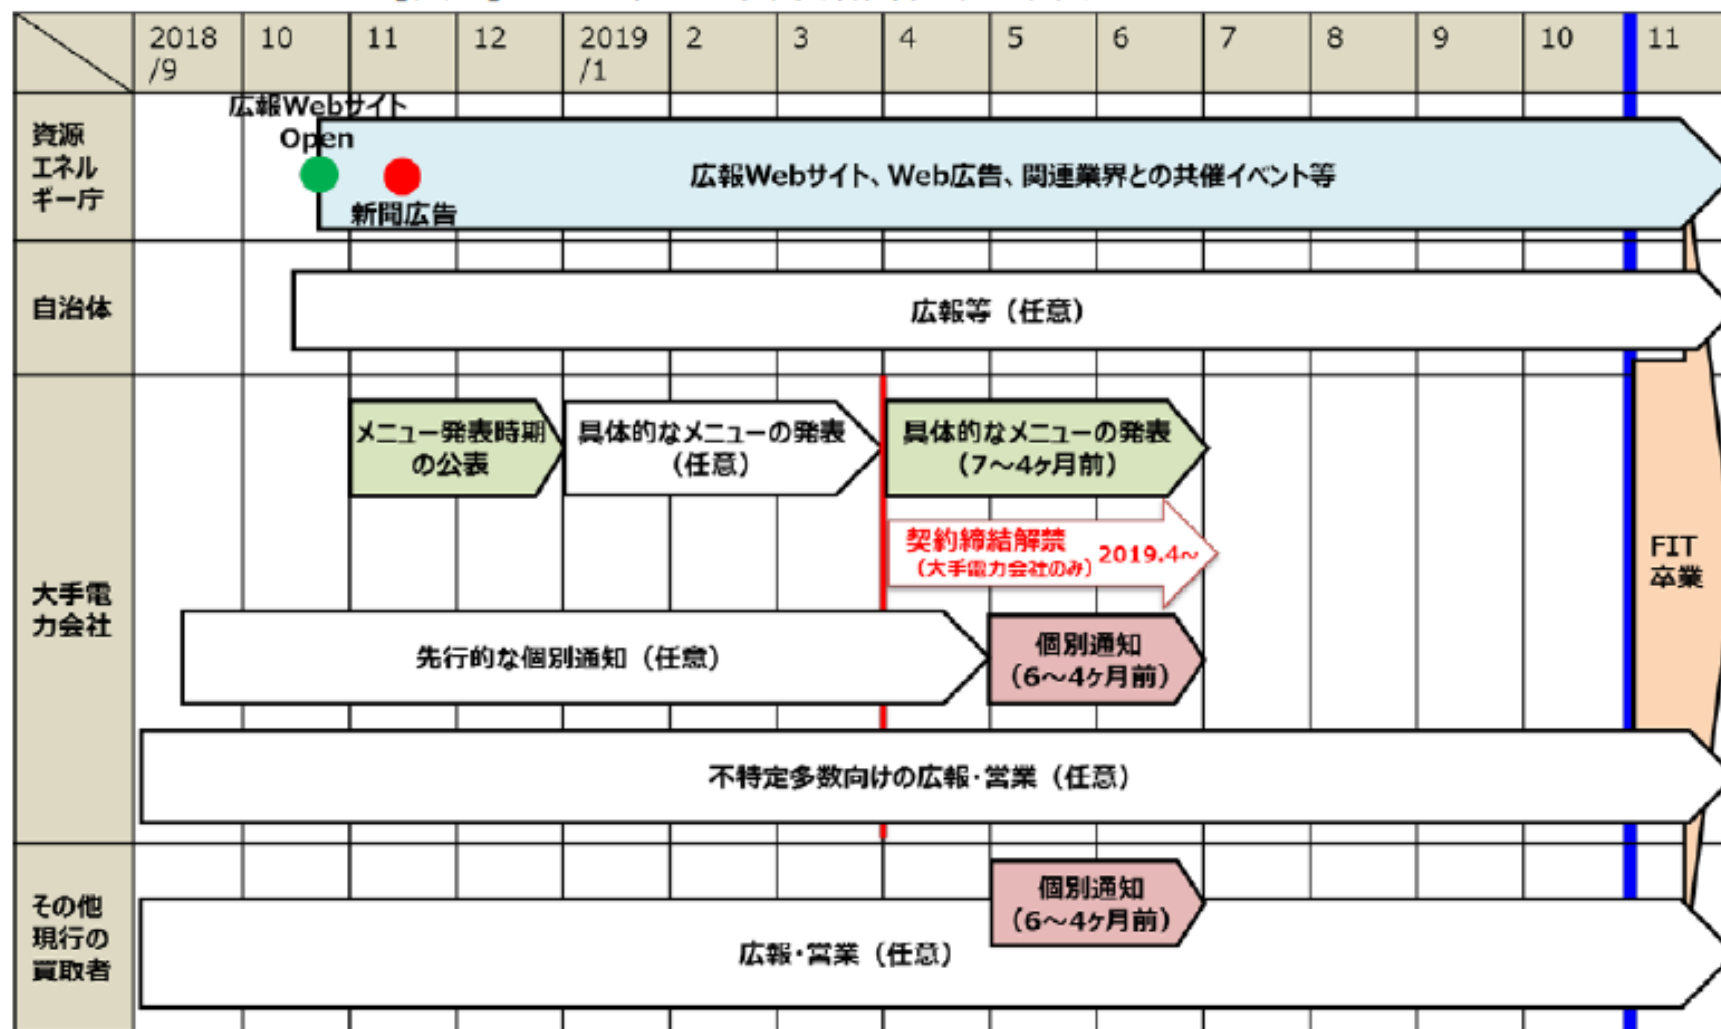 2018
/9
10
11
12
2019
/1
2
3
4
5
6
7
8
9
10
11
資源
エネル
ギー庁
広報Webサイト
Open
新聞広告
広報Webサイト、Web広告、関連業界との共催イベント等
自治体
広報等（任意）
大手電
力会社
メニュー発表時期
の公表
具体的なメニューの発表
（任意）
具体的なメニューの発表
（7～4ヶ月前）
契約締結解禁
（大手電力会社のみ）
2019.4～
先行的な個別通知（任意）
個別通知
（6～4ヶ月前）
不特定多数向けの広報・営業（任意）
FIT
卒業
その他
現行の
買取者
個別通知
（6～4ヶ月前）
広報・営業（任意）